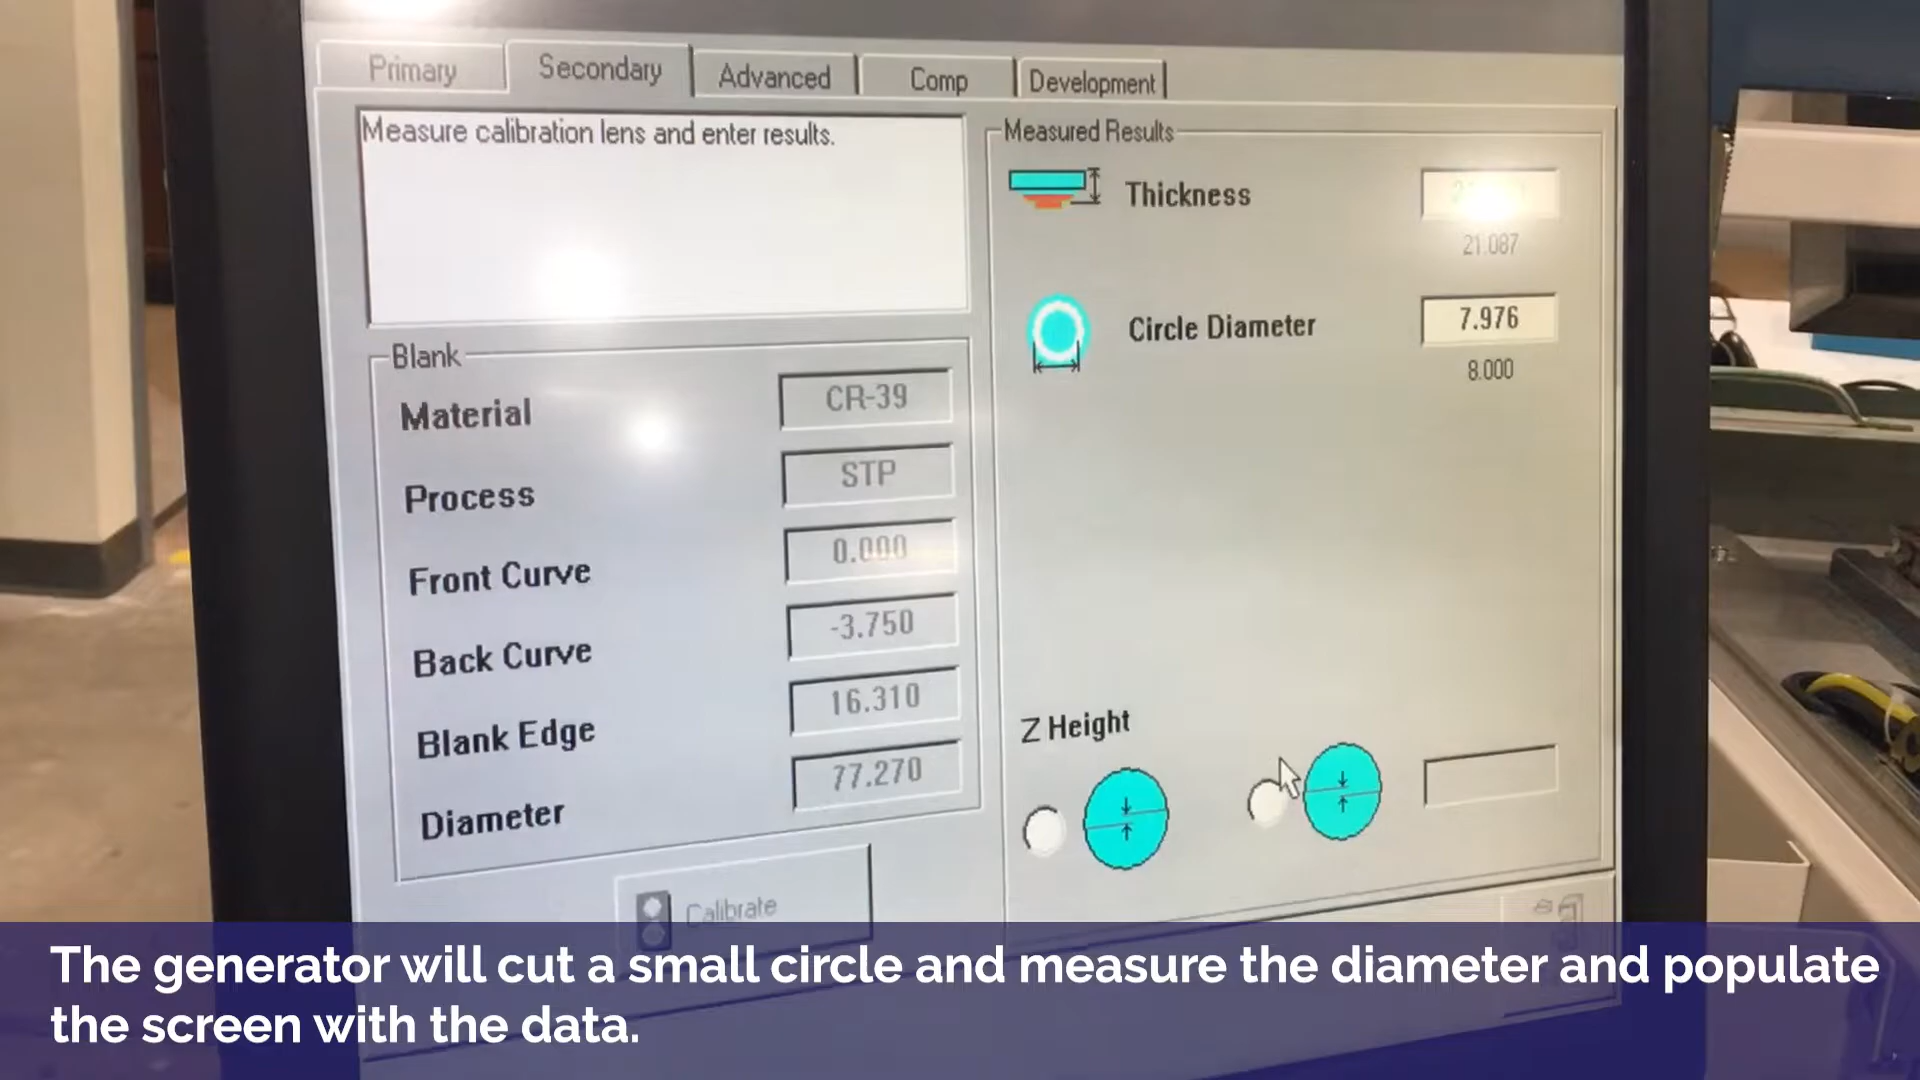 Primary
Secondary
Advanced
Comp
Development
Measure calibration lens and enter results.
Measured Results
Thickness
21.087
Circle Diameter
7.976
8.000
Blank
Material
CR-39
Process
STP
Front Curve
0.000
Back Curve
-3.750
Blank Edge
16.310
Diameter
77.270
Z Height
Calibrate
The generator will cut a small circle and measure the diameter and populate
the screen with the data.